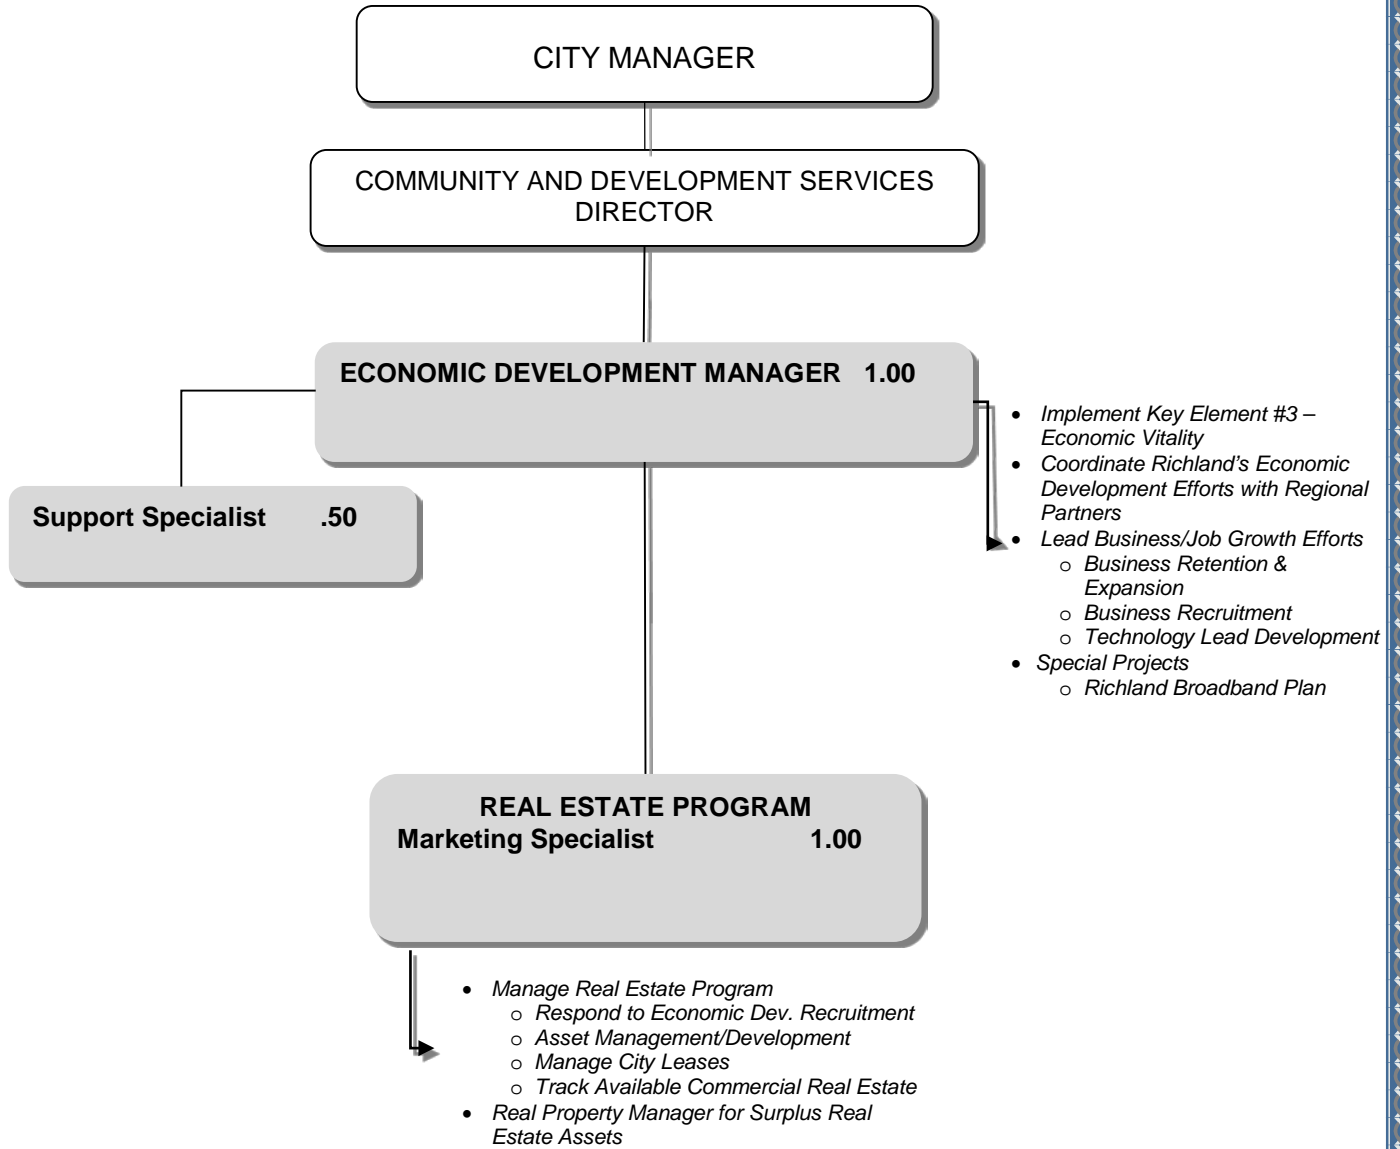 CITY MANAGER
COMMUNITY AND DEVELOPMENT SERVICES
DIRECTOR
ECONOMIC DEVELOPMENT MANAGER 1.00
Support Specialist .50
• Implement Key Element #3 –
Economic Vitality
• Coordinate Richland's Economic
Development Efforts with Regional
Partners
• Lead Business/Job Growth Efforts
o Business Retention &
Expansion
o Business Recruitment
o Technology Lead Development
• Special Projects
o Richland Broadband Plan
REAL ESTATE PROGRAM
Marketing Specialist 1.00
• Manage Real Estate Program
o Respond to Economic Dev. Recruitment
o Asset Management/Development
o Manage City Leases
o Track Available Commercial Real Estate
• Real Property Manager for Surplus Real
Estate Assets